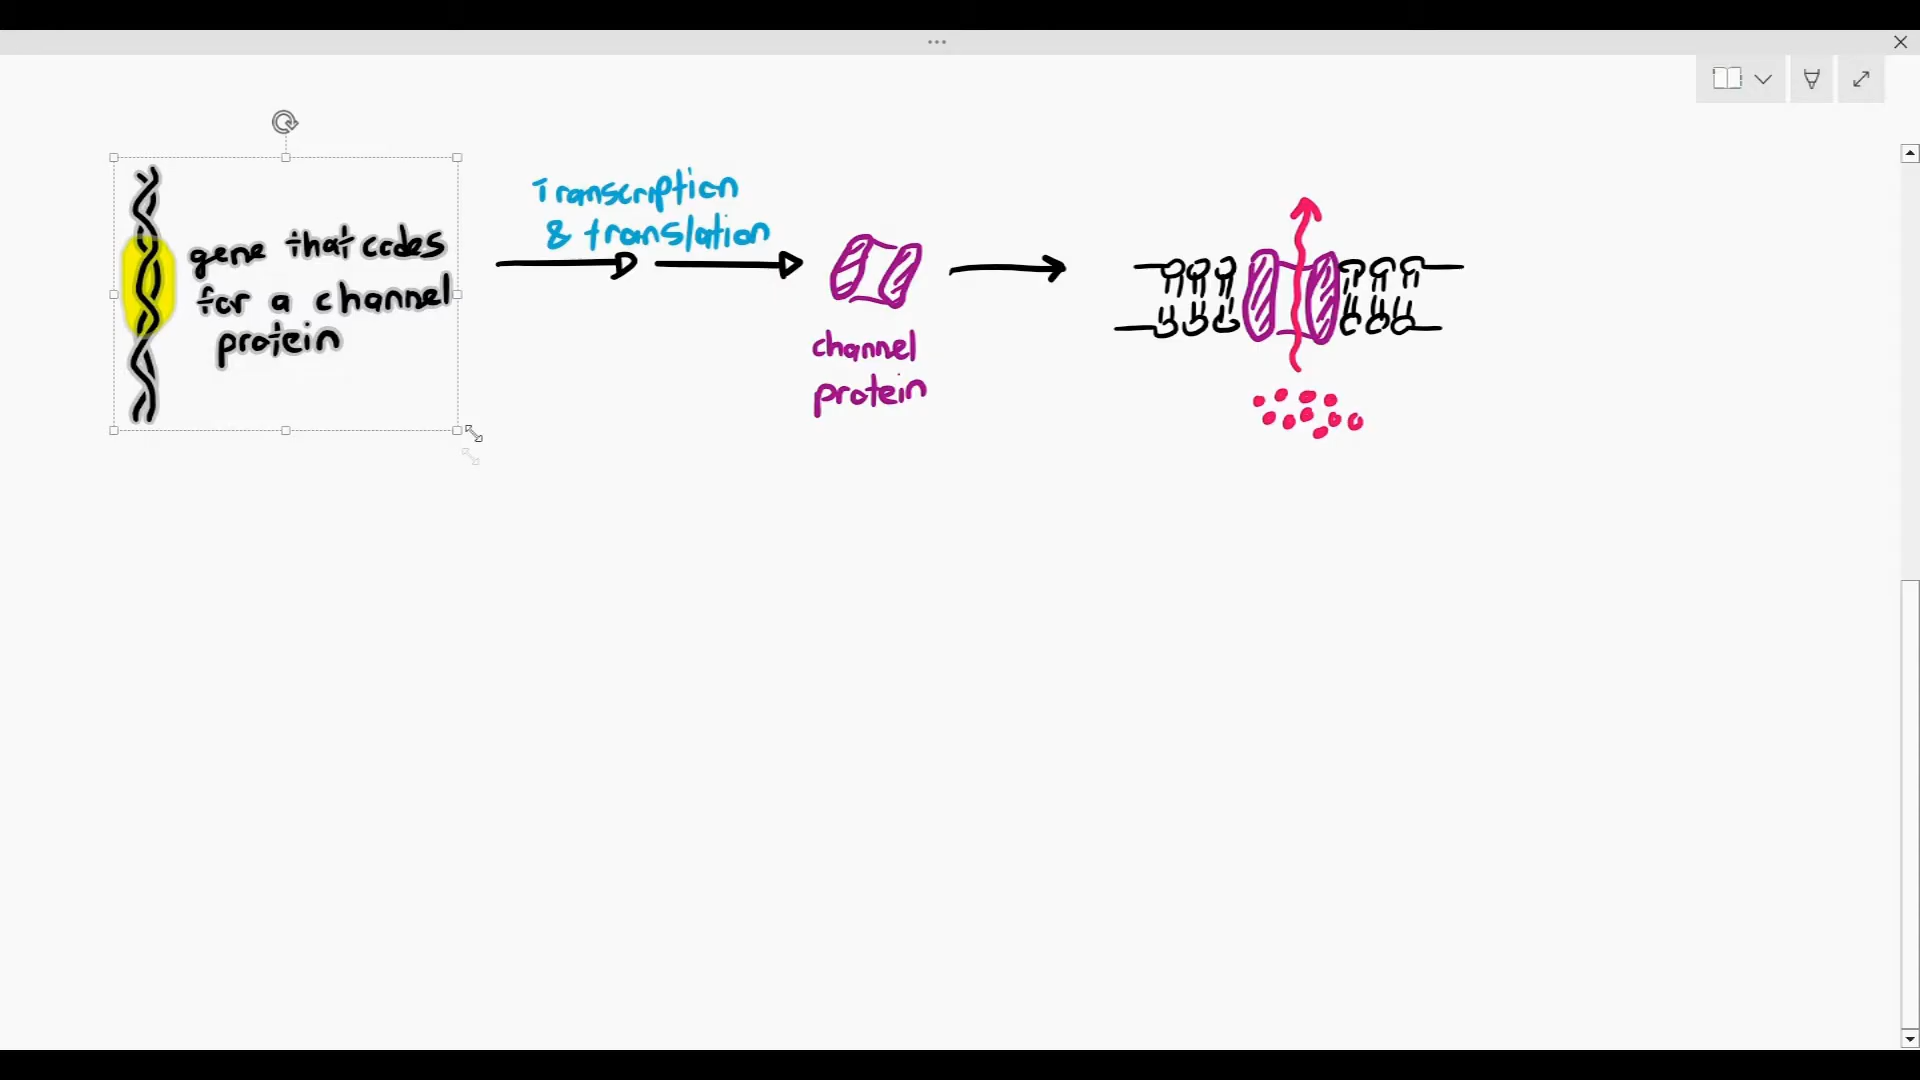 gene that codes
for a channel
protein
Transcription
& translation
channel
protein